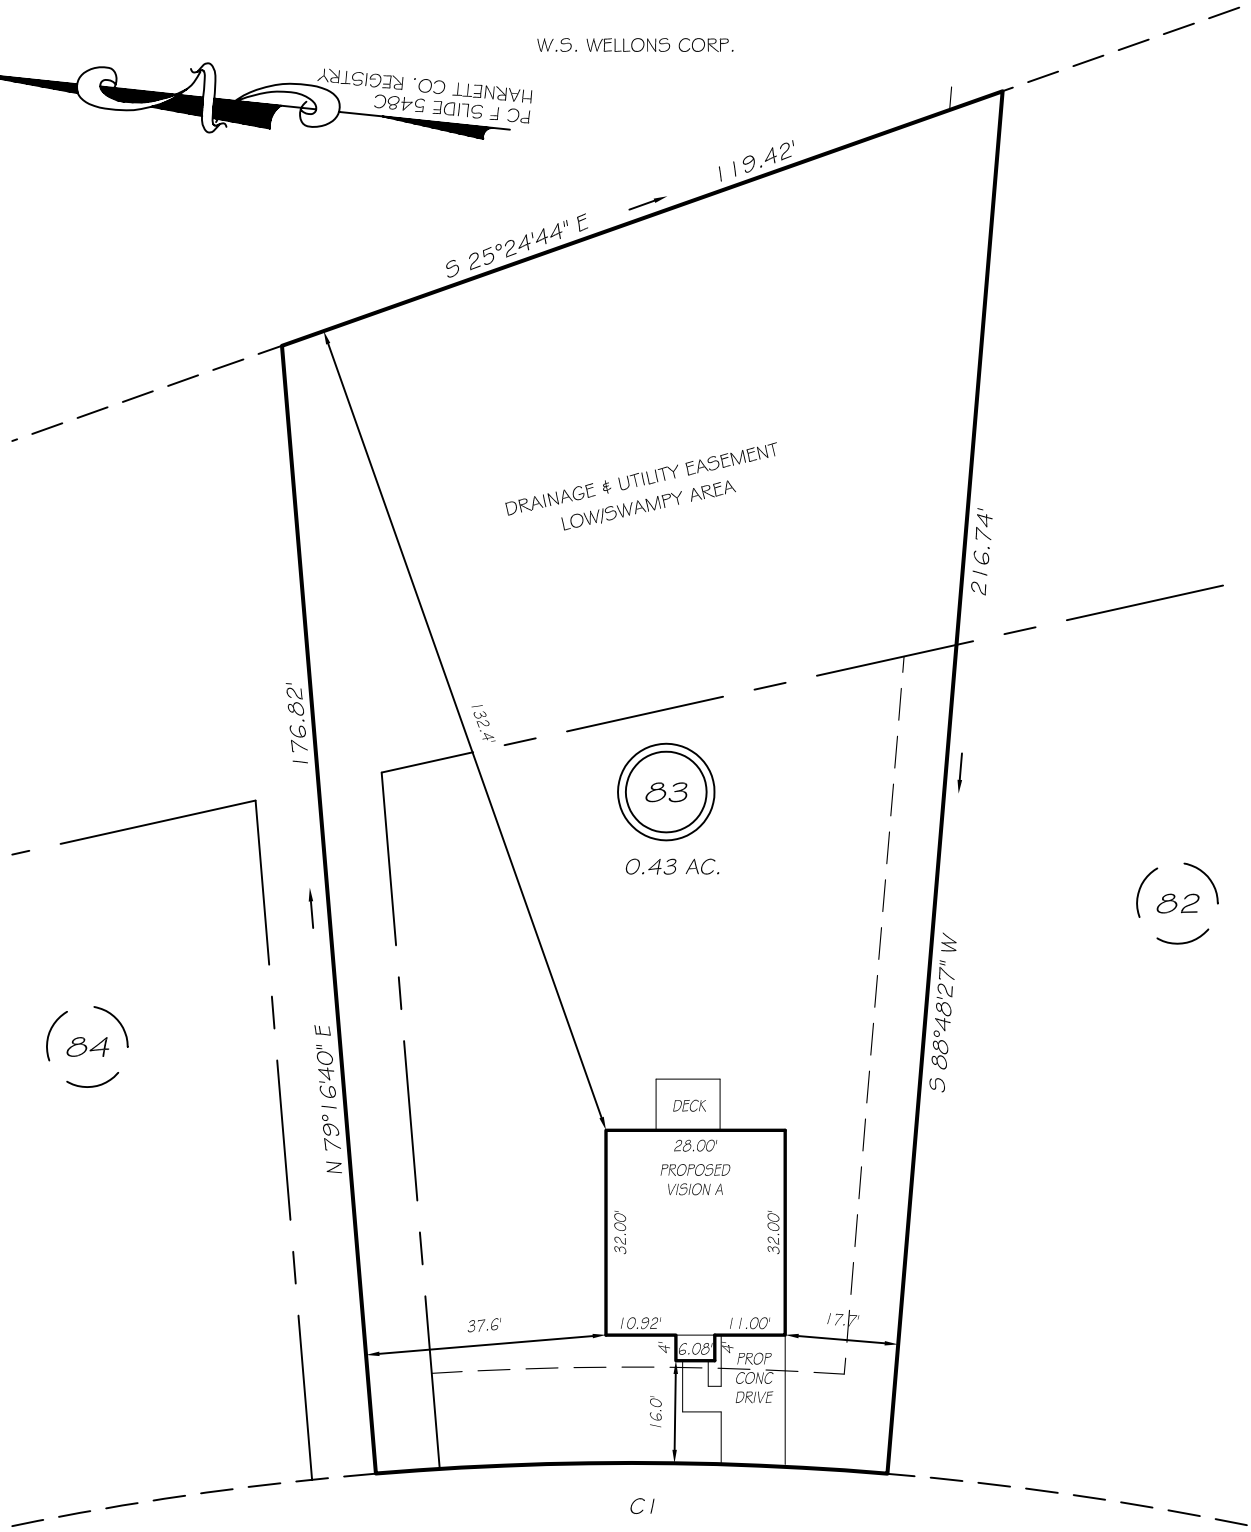 W.S. WELLONS CORP.
PC F SLIDE 548C
HARNETT CO. REGISTRY
119.42'
S 25°24'44" E
DRAINAGE & UTILITY EASEMENT
LOW/SWAMPY AREA
216.74'
176.82'
132.4'
83
0.43 AC.
82
84
S 88°48'27" W
N 79°16'40" E
DECK
28.00'
PROPOSED
VISION A
32.00'
32.00'
37.6'
10.92'
11.00'
17.7'
4'
6.08'
4'
PROP
CONC
DRIVE
16.0'
C1